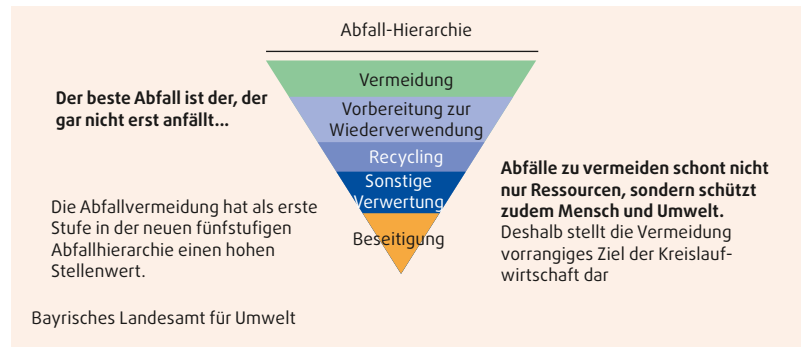 Abfall-Hierarchie
Vermeidung
Vorbereitung zur
Wiederverwendung
Recycling
Sonstige
Verwertung
Beseitigung
Der beste Abfall ist der, der
gar nicht erst anfällt...
Die Abfallvermeidung hat als erste
Stufe in der neuen fünfstufigen
Abfallhierarchie einen hohen
Stellenwert.
Abfälle zu vermeiden schont nicht
nur Ressourcen, sondern schützt
zudem Mensch und Umwelt.
Deshalb stellt die Vermeidung
vorrangiges Ziel der Kreislauf-
wirtschaft dar
Bayrisches Landesamt für Umwelt